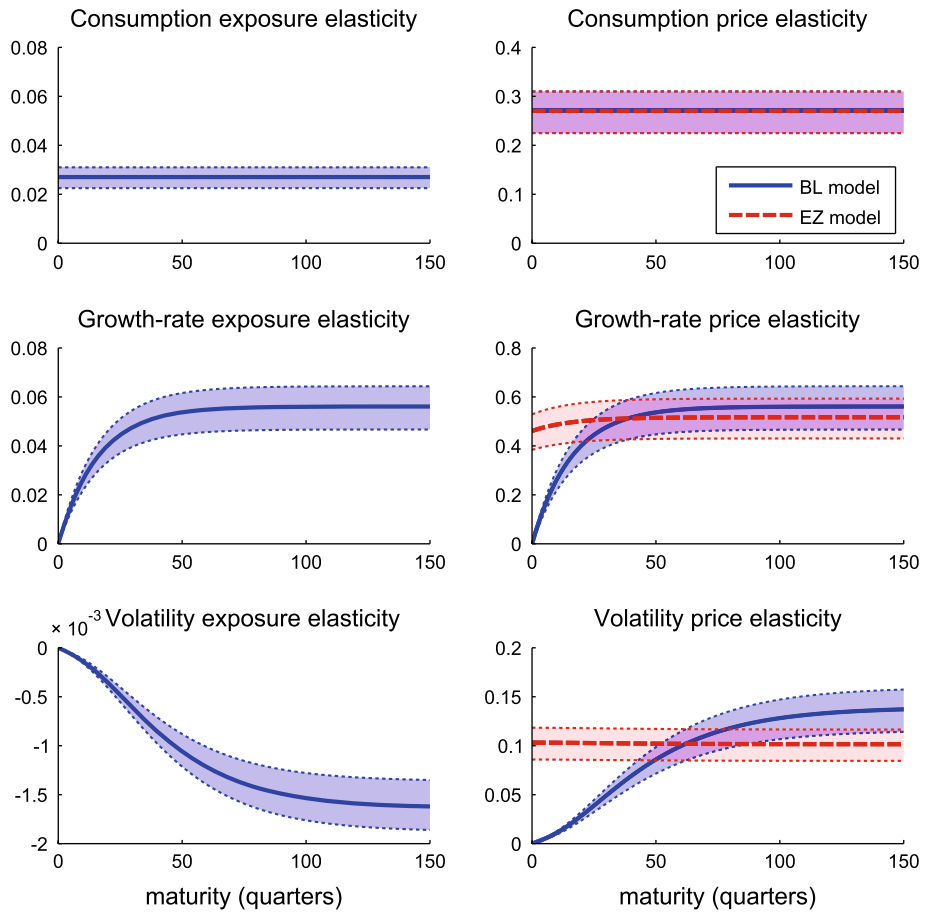 Consumption exposure elasticity
0.08
0.06
0.04
0.02
0
0 50 100 150
Consumption price elasticity
0.4
0.3
0.2
0.1
0
0 50 100 150
BL model
EZ model
Growth-rate exposure elasticity
0.08
0.06
0.04
0.02
0
0 50 100 150
Growth-rate price elasticity
0.8
0.6
0.4
0.2
0
0 50 100 150
× 10⁻³ Volatility exposure elasticity
0
-0.5
-1
-1.5
-2
0 50 100 150
maturity (quarters)
Volatility price elasticity
0.2
0.15
0.1
0.05
0
0 50 100 150
maturity (quarters)